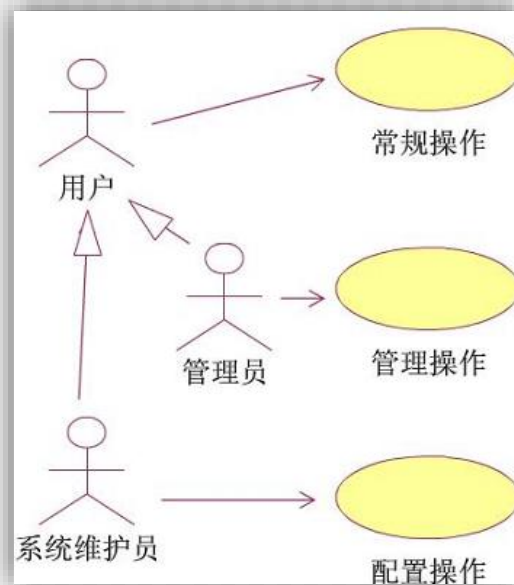 常规操作
用户
管理员
管理操作
系统维护员
配置操作